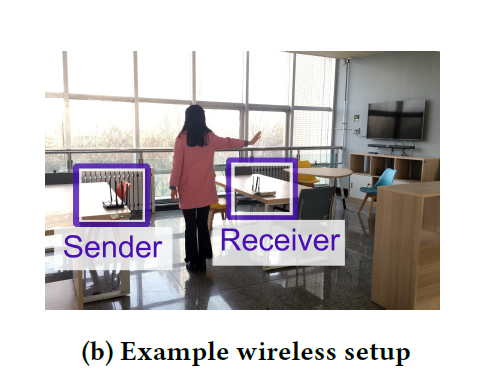 Sender
Receiver
(b) Example wireless setup